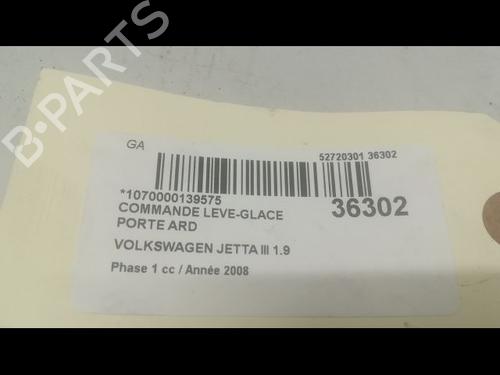 B-PARTS
GA
52720301 36302
*1070000139575
COMMANDE LEVE-GLACE
36302
PORTE ARD
VOLKSWAGEN JETTA III 1.9
Phase 1 cc / Année 2008